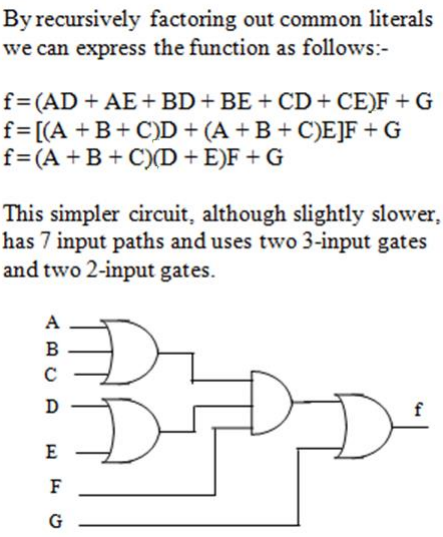 By recursively factoring out common literals
we can express the function as follows:-
f=(AD + AE + BD + BE + CD + CE)F + G
f=[(A + B + C)D + (A + B + C)E]F + G
f=(A + B + C)(D + E)F + G
This simpler circuit, although slightly slower,
has 7 input paths and uses two 3-input gates
and two 2-input gates.
A
B
C
D
E
F
G
f